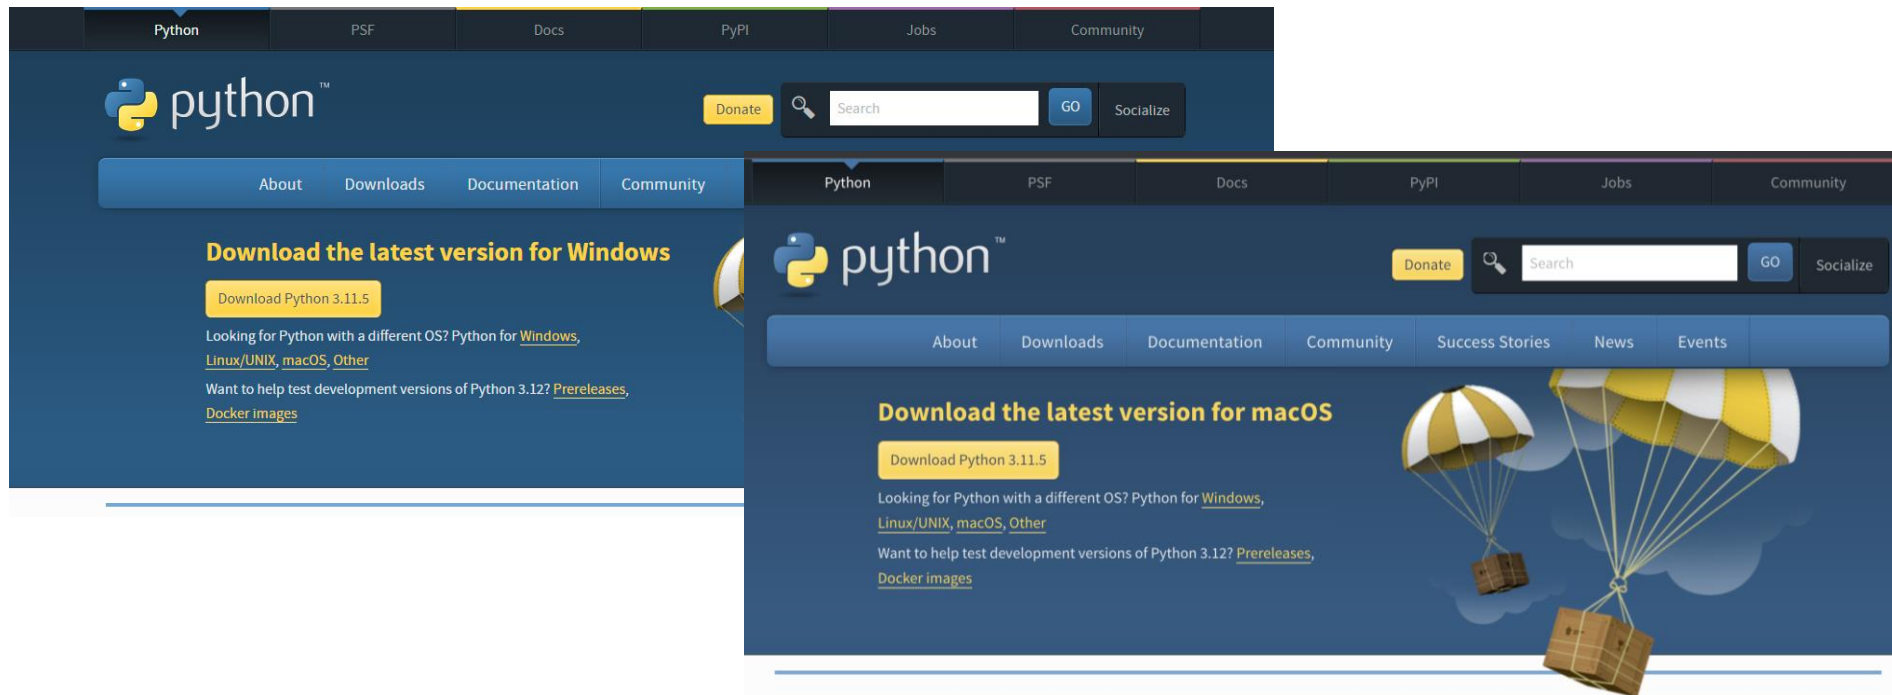 Python PSF Docs PyPI Jobs Community
python™
Donate Search GO Socialize
About Downloads Documentation Community
Download the latest version for Windows
Download Python 3.11.5
Looking for Python with a different OS? Python for Windows,
Linux/UNIX, macOS, Other
Want to help test development versions of Python 3.12? Prereleases,
Docker images
Python PSF Docs PyPI Jobs Community
python™
Donate Search GO Socialize
About Downloads Documentation Community Success Stories News Events
Download the latest version for macOS
Download Python 3.11.5
Looking for Python with a different OS? Python for Windows,
Linux/UNIX, macOS, Other
Want to help test development versions of Python 3.12? Prereleases,
Docker images